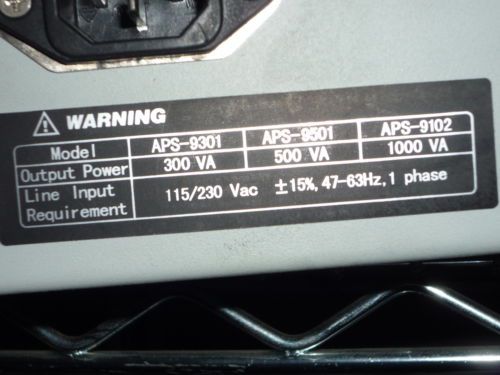 WARNING
Model APS-9301 APS-9501 APS-9102
Output Power 300 VA 500 VA 1000 VA
Line Input Requirement 115/230 Vac ±15%, 47-63Hz, 1 phase